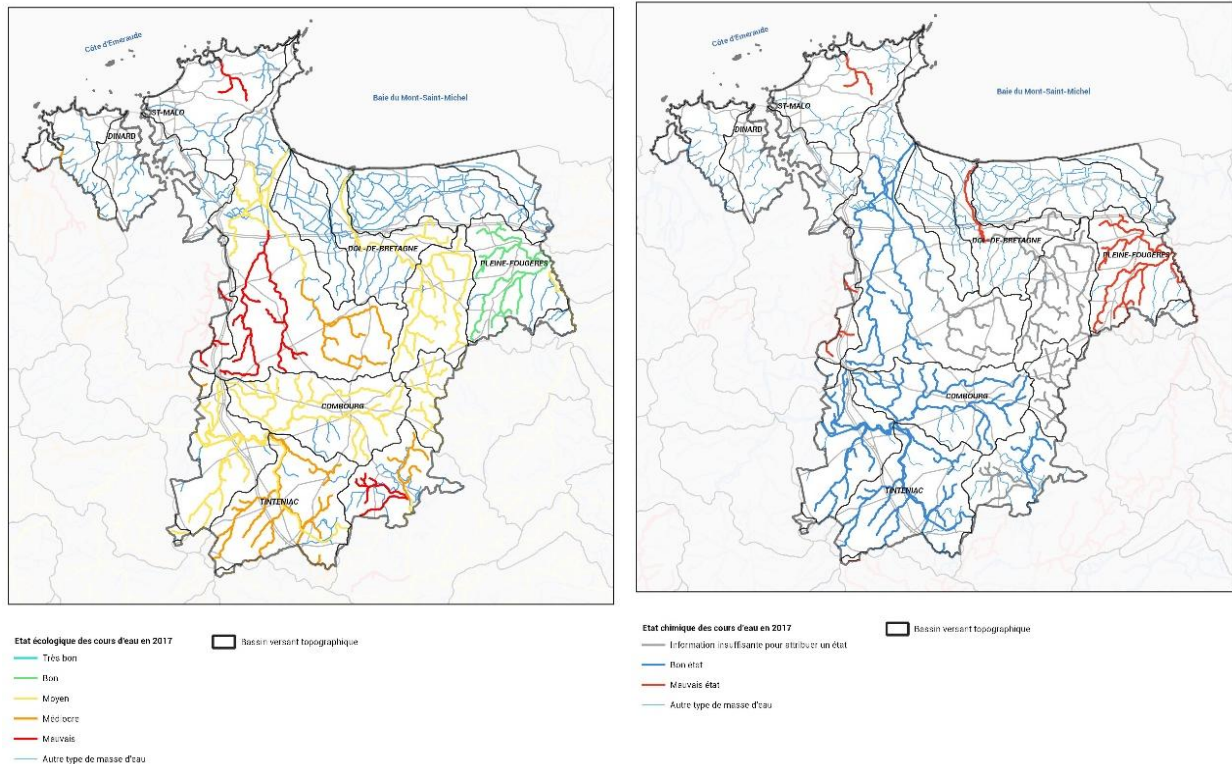 Côte d'Emeraude
Baie du Mont-Saint-Michel
ST-MALO
DINARD
DOL-DE-BRETAGNE
PLEINE-FOUGERES
COMBOURG
TINTENIAC
Etat écologique des cours d'eau en 2017
Très bon
Bon
Moyen
Médiocre
Mauvais
Autre type de masse d'eau
Bassin versant topographique
Côte d'Emeraude
Baie du Mont-Saint-Michel
ST-MALO
DINARD
DOL-DE-BRETAGNE
PLEINE-FOUGERES
COMBOURG
TINTENIAC
Etat chimique des cours d'eau en 2017
Information insuffisante pour attribuer un état
Bon état
Mauvais état
Autre type de masse d'eau
Bassin versant topographique